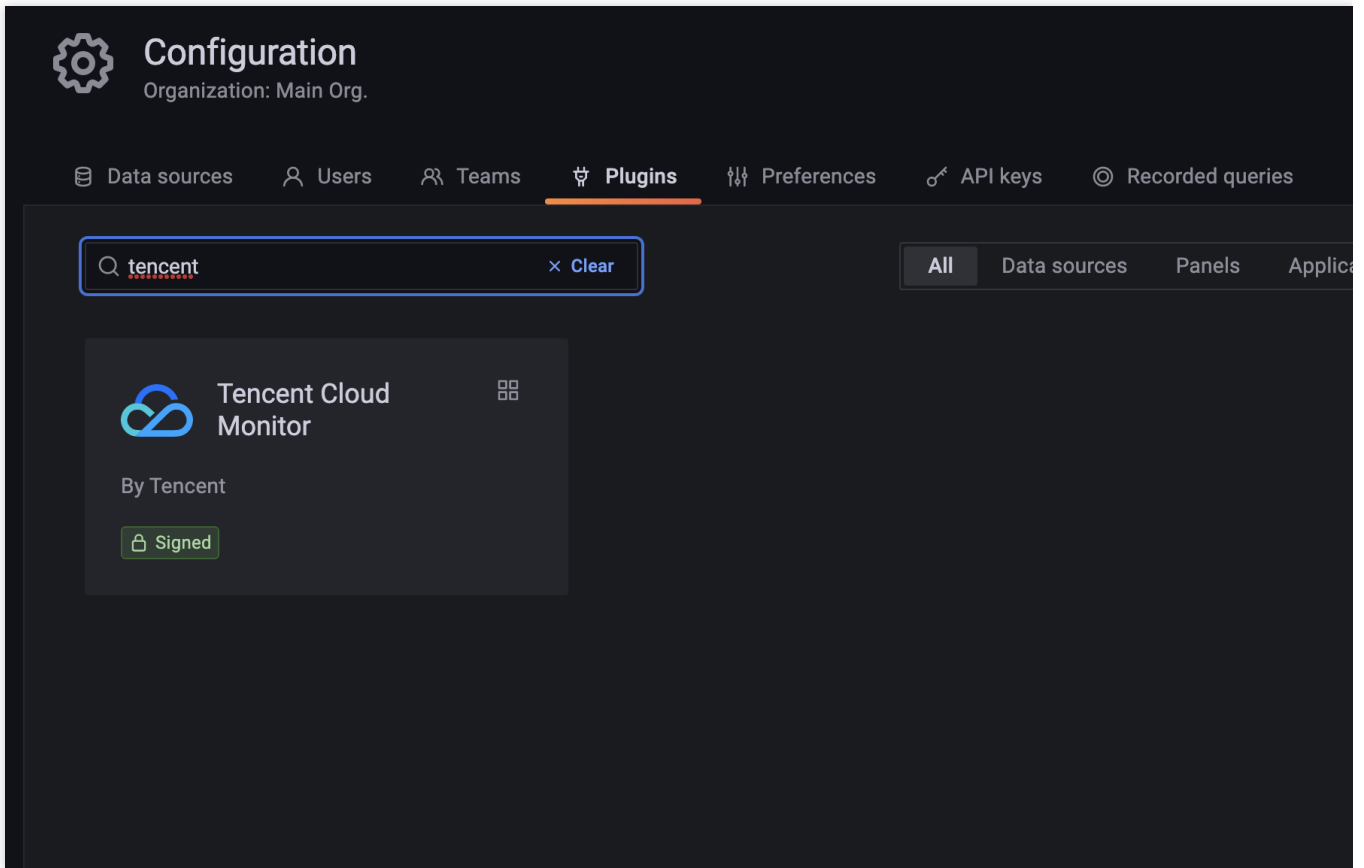 Configuration
Organization: Main Org.
Data sources Users Teams Plugins Preferences API keys Recorded queries
tencent Clear All Data sources Panels Applica
Tencent Cloud
Monitor
By Tencent
Signed